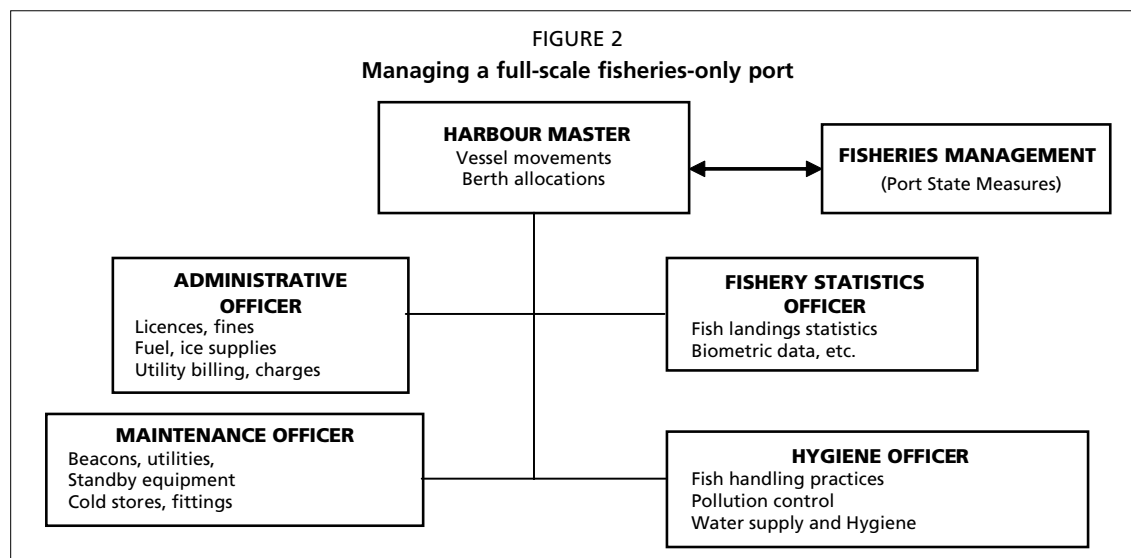 FIGURE 2
Managing a full-scale fisheries-only port
HARBOUR MASTER
Vessel movements
Berth allocations
FISHERIES MANAGEMENT
(Port State Measures)
ADMINISTRATIVE
OFFICER
Licences, fines
Fuel, ice supplies
Utility billing, charges
FISHERY STATISTICS
OFFICER
Fish landings statistics
Biometric data, etc.
MAINTENANCE OFFICER
Beacons, utilities,
Standby equipment
Cold stores, fittings
HYGIENE OFFICER
Fish handling practices
Pollution control
Water supply and Hygiene